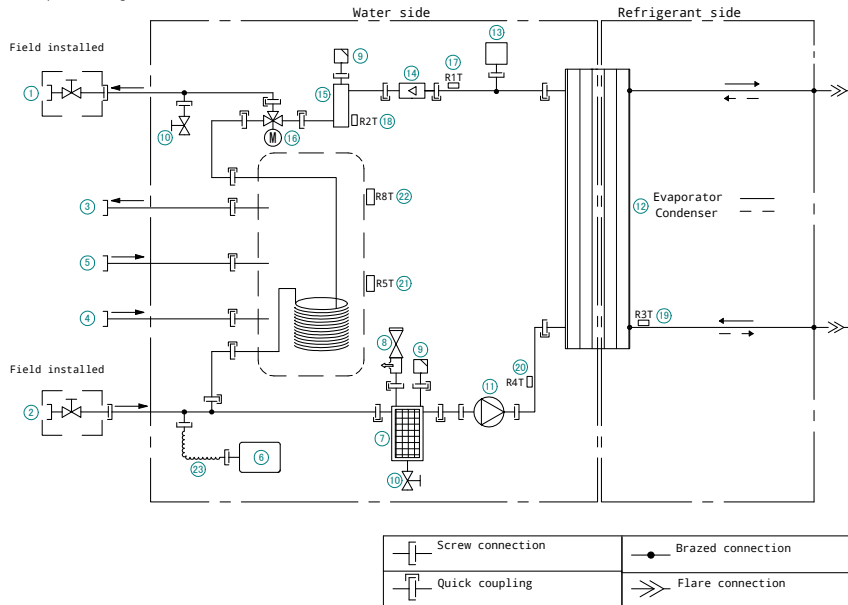 Water side
Refrigerant side
Field installed
13
9
17
14
R1T
1
15
R2T
18
10
16
M
R8T
22
3
12
Evaporator
Condenser
5
R5T
21
4
R3T
19
8
9
Field installed
20
R4T
11
2
7
23
6
10
Screw connection
Brazed connection
Quick coupling
Flare connection